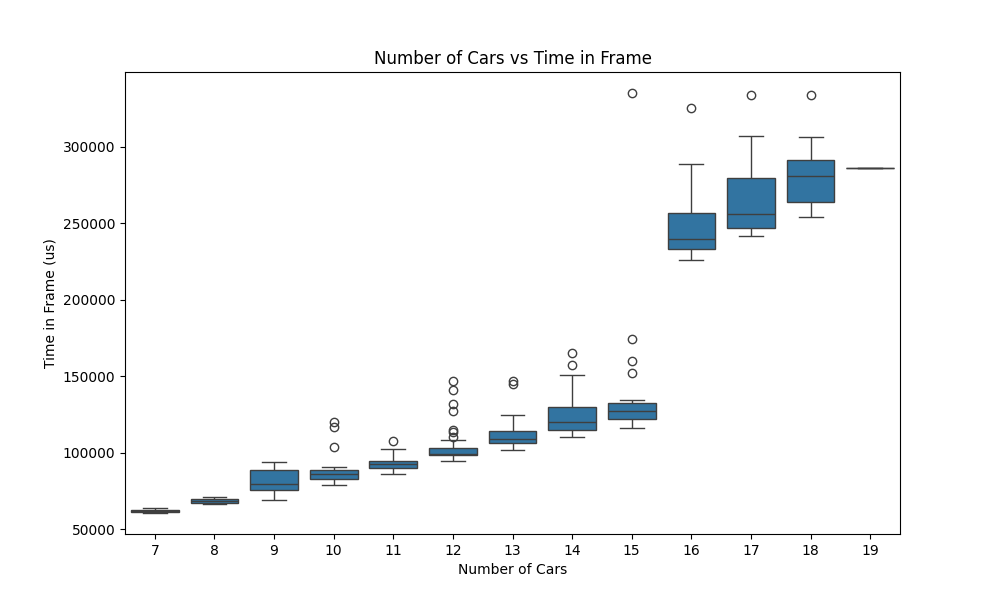 Number of Cars vs Time in Frame
Time in Frame (us)
300000
250000
200000
150000
100000
50000
7 8 9 10 11 12 13 14 15 16 17 18 19
Number of Cars